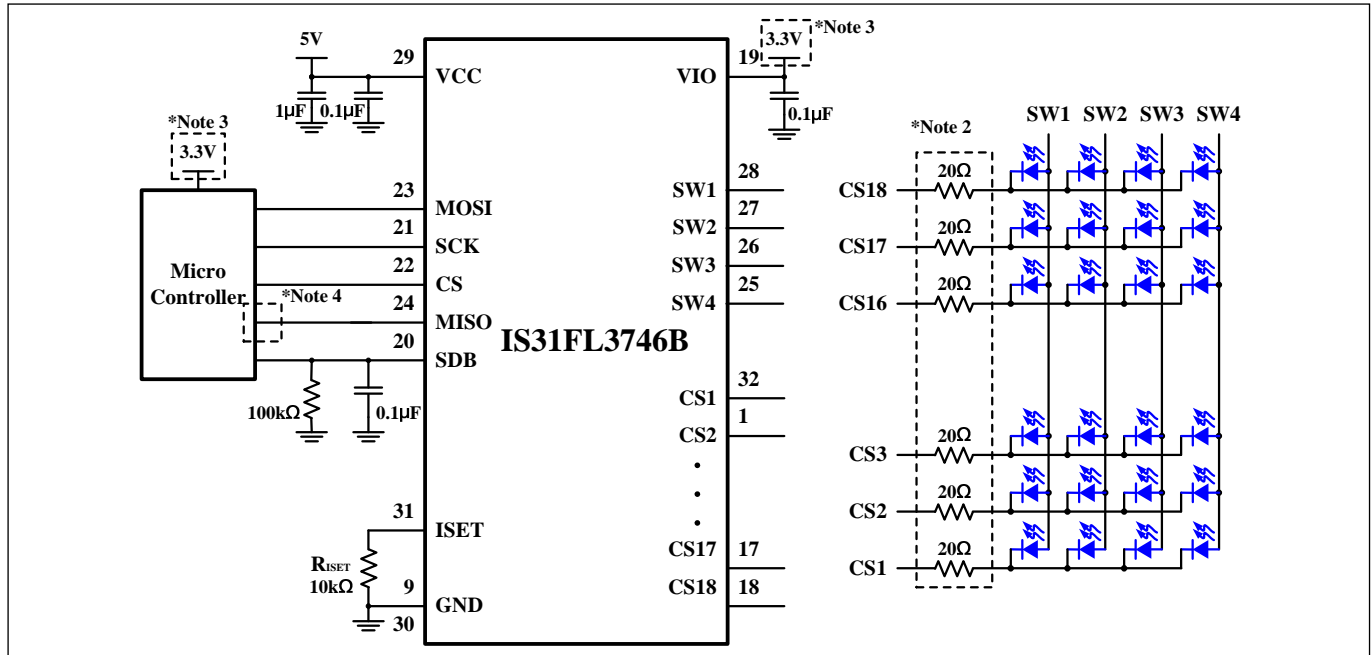 5V
29
VCC
1μF
0.1μF
*Note 3
3.3V
19
VIO
0.1μF
*Note 3
3.3V
Micro
Controller
23
MOSI
21
SCK
22
CS
*Note 4
24
MISO
20
SDB
100kΩ
0.1μF
IS31FL3746B
31
ISET
RISET
10kΩ
9
GND
30
28
SW1
27
SW2
26
SW3
25
SW4
32
CS1
1
CS2
17
CS17
18
CS18
*Note 2
SW1 SW2 SW3 SW4
CS18
20Ω
CS17
20Ω
CS16
20Ω
CS3
20Ω
CS2
20Ω
CS1
20Ω